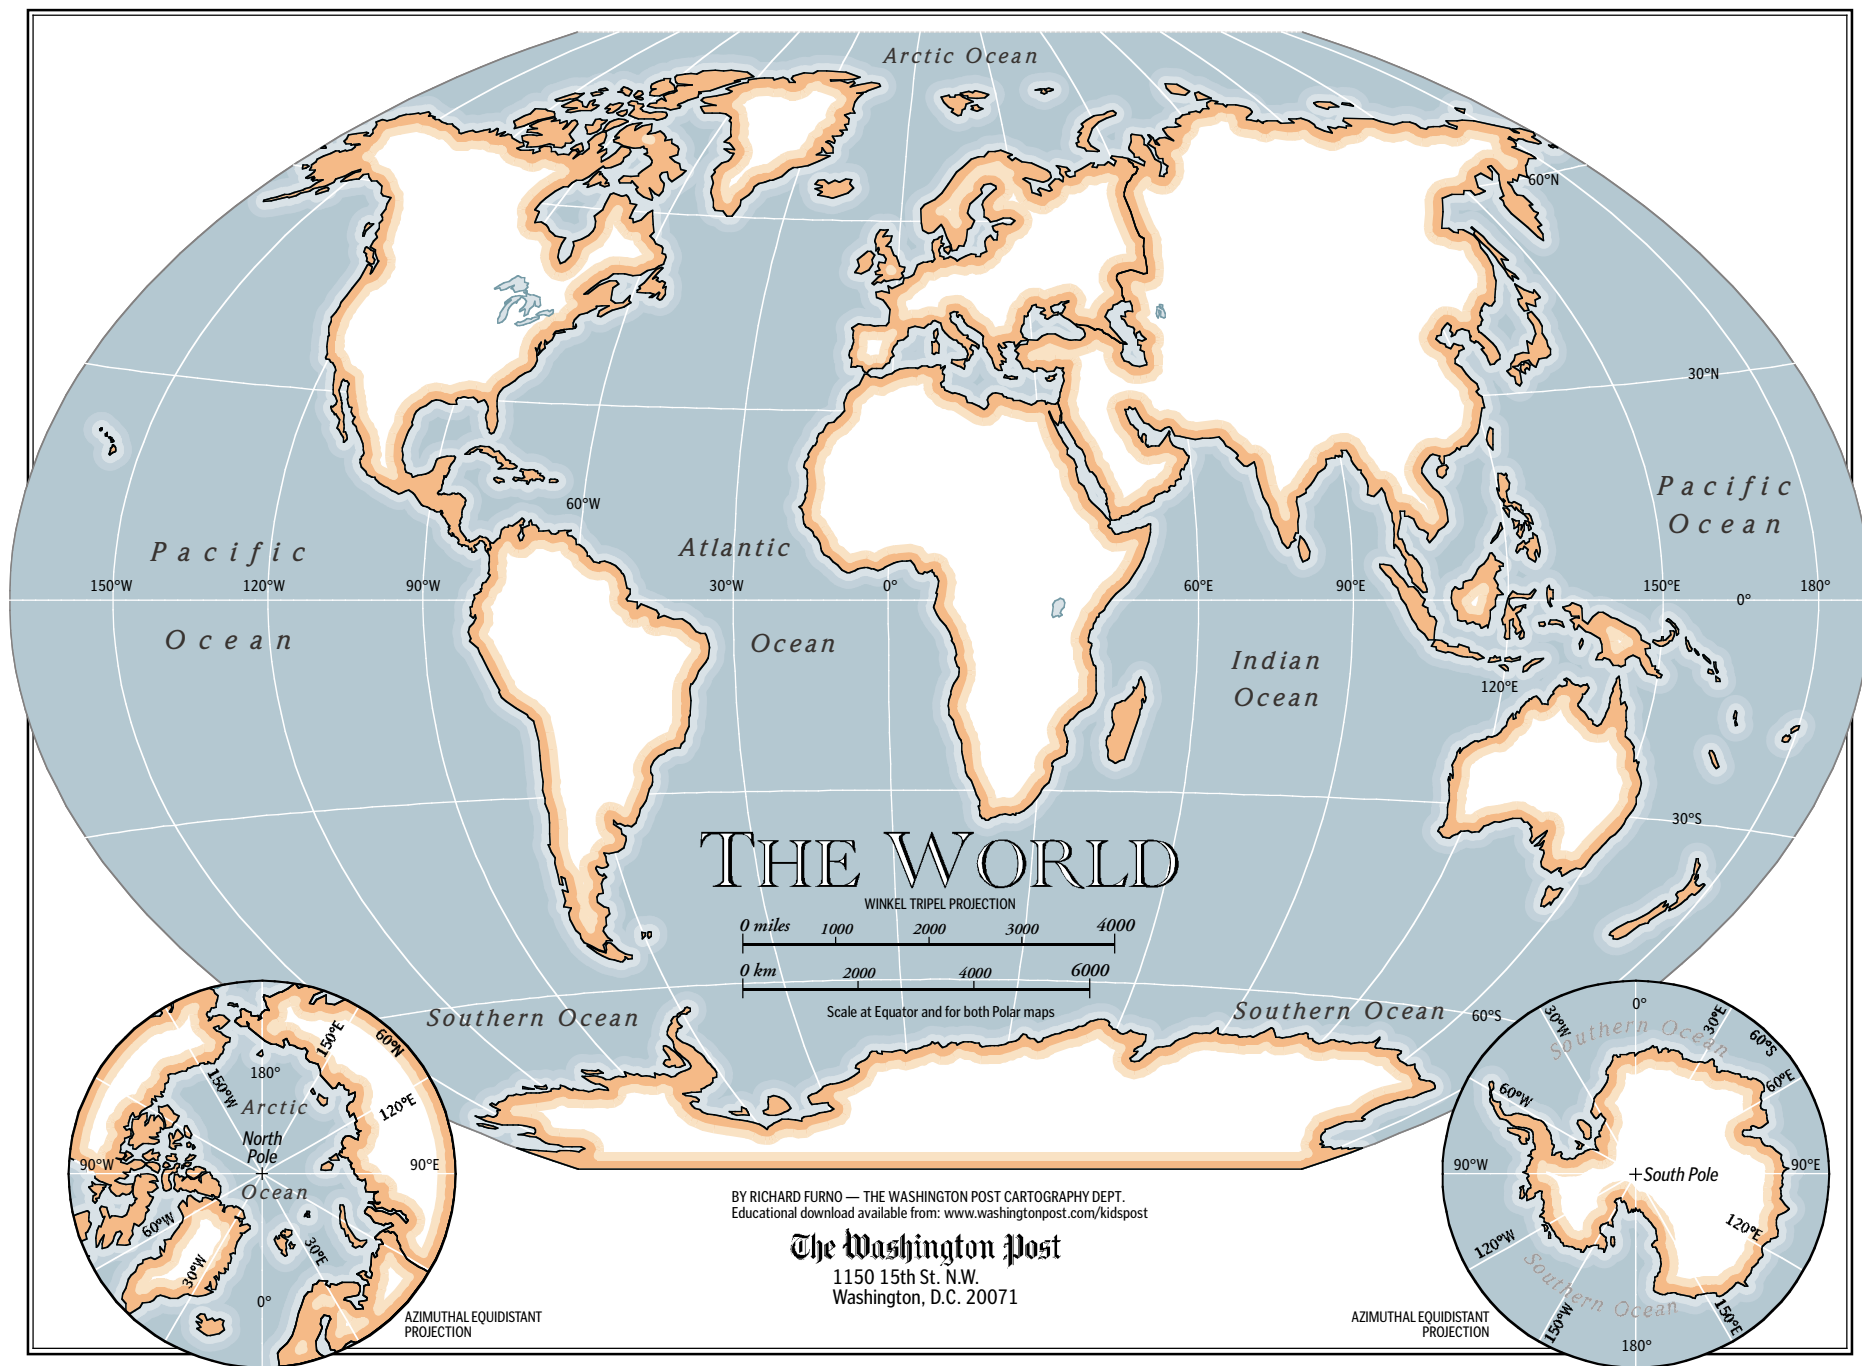 Arctic Ocean
60°N
30°N
Pacific
Ocean
60°W
Atlantic
Pacific
150°W
120°W
90°W
30°W
0°
60°E
90°E
150°E
0°
180°
Ocean
Ocean
Indian
Ocean
120°E
30°S
THE WORLD
WINKEL TRIPEL PROJECTION
0 miles 1000 2000 3000 4000
0 km 2000 4000 6000
Scale at Equator and for both Polar maps
Southern Ocean
Southern Ocean
60°S
150°E
60°N
180°
150°W
120°E
Arctic
North
Pole
90°W
90°E
Ocean
60°W
30°W
30°E
0°
AZIMUTHAL EQUIDISTANT
PROJECTION
0°
30°W
30°E
Southern Ocean
60°S
60°W
60°E
90°W
South Pole
90°E
120°W
120°E
Southern Ocean
150°W
150°E
180°
AZIMUTHAL EQUIDISTANT
PROJECTION
BY RICHARD FURNO — THE WASHINGTON POST CARTOGRAPHY DEPT.
Educational download available from: www.washingtonpost.com/kidspost
The Washington Post
1150 15th St. N.W.
Washington, D.C. 20071